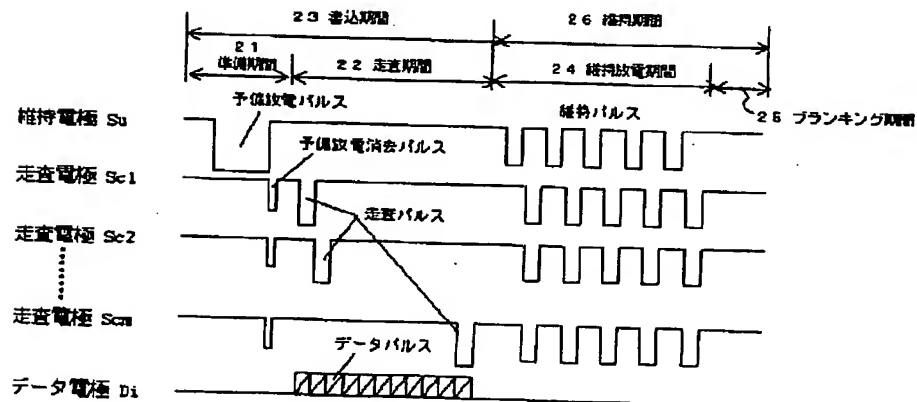 23 書込期間
26 維持期間
21
準備期間
22 走査期間
24 維持放電期間
25 ブランキング期間
予備放電パルス
維持パルス
維持電極 Su
予備放電消去パルス
走査電極 Sc1
走査パルス
走査電極 Sc2
走査電極 Scm
データパルス
データ電極 Di